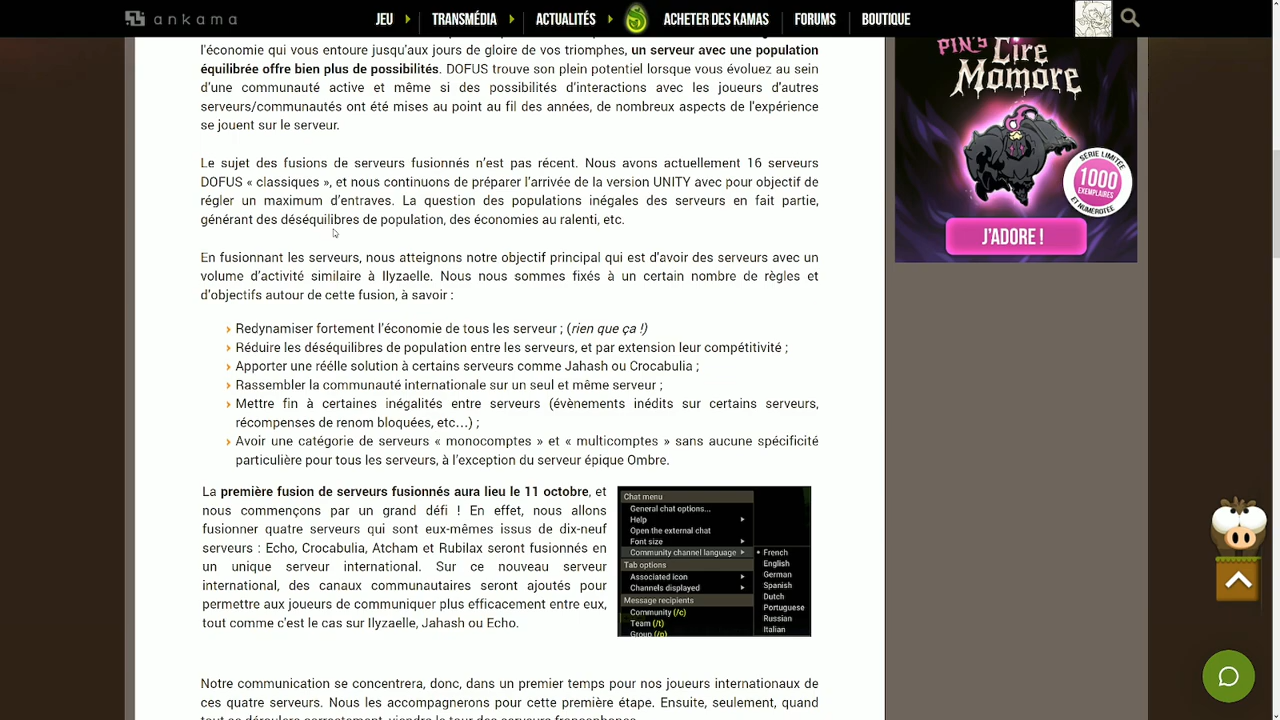 ankama
JEU
TRANSMÉDIA
ACTUALITÉS
ACHETER DES KAMAS
FORUMS
BOUTIQUE
l'économie qui vous entoure jusqu'aux jours de gloire de vos triomphes, un serveur avec une population
équilibrée offre bien plus de possibilités. DOFUS trouve son plein potentiel lorsque vous évoluez au sein
d'une communauté active et même si des possibilités d'interactions avec les joueurs d'autres
serveurs/communautés ont été mises au point au fil des années, de nombreux aspects de l'expérience
se jouent sur le serveur.
Le sujet des fusions de serveurs fusionnés n'est pas récent. Nous avons actuellement 16 serveurs
DOFUS « classiques », et nous continuons de préparer l'arrivée de la version UNITY avec pour objectif de
régler un maximum d'entraves. La question des populations inégales des serveurs en fait partie,
générant des déséquilibres de population, des économies au ralenti, etc.
En fusionnant les serveurs, nous atteignons notre objectif principal qui est d'avoir des serveurs avec un
volume d'activité similaire à Ilyzaelle. Nous nous sommes fixés à un certain nombre de règles et
d'objectifs autour de cette fusion, à savoir :
Redynamiser fortement l'économie de tous les serveur ; (rien que ça !)
Réduire les déséquilibres de population entre les serveurs, et par extension leur compétitivité ;
Apporter une réélle solution à certains serveurs comme Jahash ou Crocabulia ;
Rassembler la communauté internationale sur un seul et même serveur ;
Mettre fin à certaines inégalités entre serveurs (évènements inédits sur certains serveurs,
récompenses de renom bloquées, etc…) ;
Avoir une catégorie de serveurs « monocomptes » et « multicomptes » sans aucune spécificité
particulière pour tous les serveurs, à l'exception du serveur épique Ombre.
La première fusion de serveurs fusionnés aura lieu le 11 octobre, et
nous commençons par un grand défi ! En effet, nous allons
fusionner quatre serveurs qui sont eux-mêmes issus de dix-neuf
serveurs : Echo, Crocabulia, Atcham et Rubilax seront fusionnés en
un unique serveur international. Sur ce nouveau serveur
international, des canaux communautaires seront ajoutés pour
permettre aux joueurs de communiquer plus efficacement entre eux,
tout comme c'est le cas sur Ilyzaelle, Jahash ou Echo.
Chat menu
General chat options...
Help
Open the external chat
Font size
Community channel language
Tab options
Associated icon
Channels displayed
Message recipients
Community (/c)
Team (/t)
Group (/p)
French
English
German
Spanish
Dutch
Portuguese
Russian
Italian
Notre communication se concentrera, donc, dans un premier temps pour nos joueurs internationaux de
ces quatre serveurs. Nous les accompagnerons pour cette première étape. Ensuite, seulement, quand
PIN'S Cire
Momore
SÉRIE LIMITÉE
1000
EXEMPLAIRES
ET NUMÉROTÉE
J'ADORE !